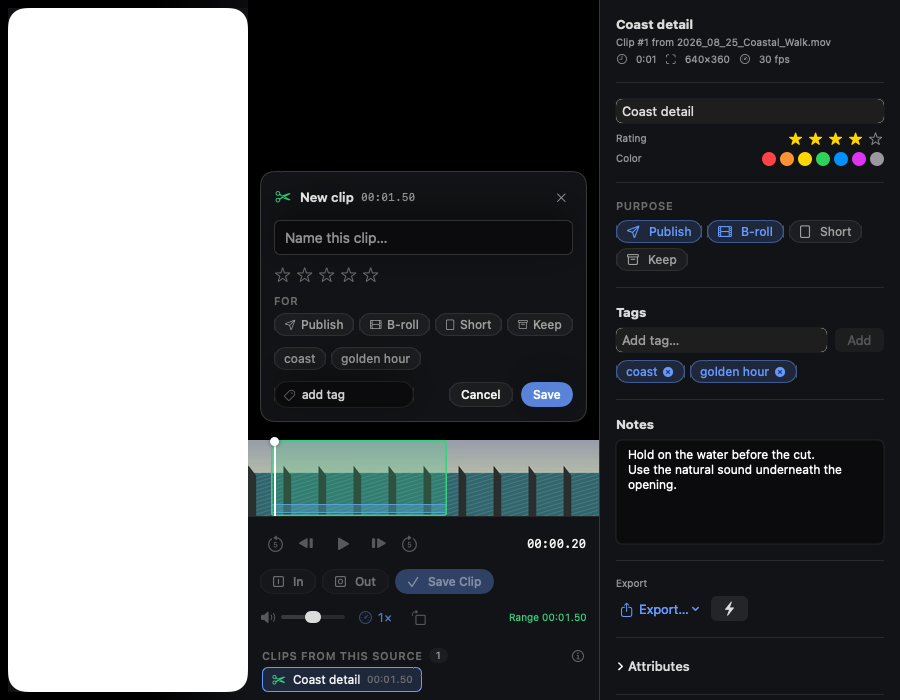 New clip 00:01.50
Name this clip...
FOR
Publish B-roll Short Keep
coast golden hour
add tag Cancel Save
5 5 00:00.20
In Out Save Clip
1x Range 00:01.50
CLIPS FROM THIS SOURCE 1
Coast detail 00:01.50
Coast detail
Clip #1 from 2026_08_25_Coastal_Walk.mov
0:01 640×360 30 fps
Coast detail
Rating
Color
PURPOSE
Publish B-roll Short
Keep
Tags
Add tag... Add
coast golden hour
Notes
Hold on the water before the cut.
Use the natural sound underneath the
opening.
Export
Export...
Attributes